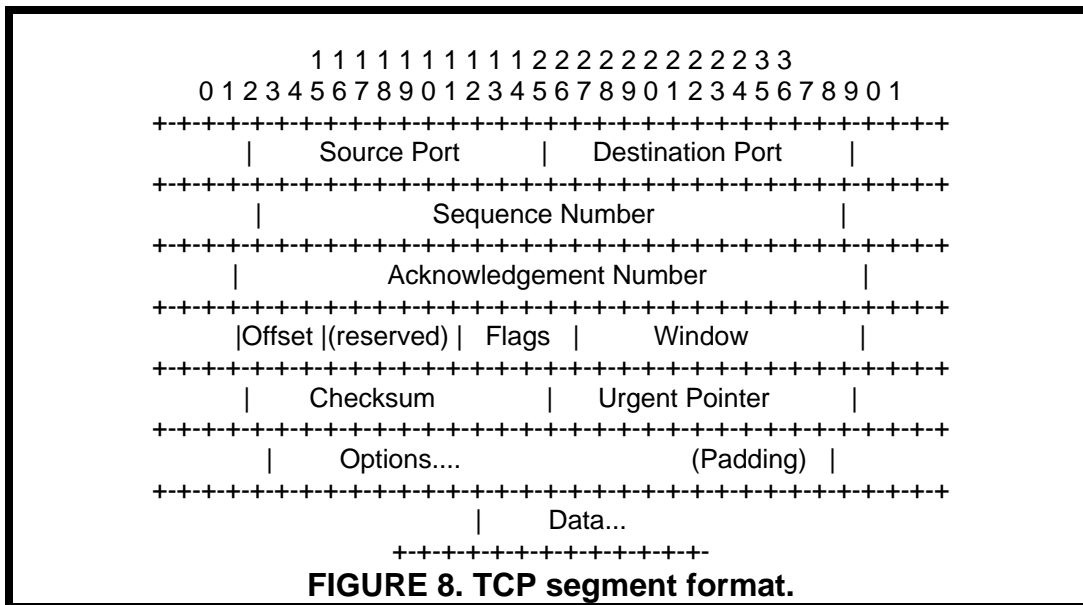 1 1 1 1 1 1 1 1 1 1 2 2 2 2 2 2 2 2 2 2 3 3
0 1 2 3 4 5 6 7 8 9 0 1 2 3 4 5 6 7 8 9 0 1 2 3 4 5 6 7 8 9 0 1
+-+-+-+-+-+-+-+-+-+-+-+-+-+-+-+-+-+-+-+-+-+-+-+-+-+-+-+-+-+-+-+-+
| Source Port | Destination Port |
+-+-+-+-+-+-+-+-+-+-+-+-+-+-+-+-+-+-+-+-+-+-+-+-+-+-+-+-+-+-+-+-+
| Sequence Number |
+-+-+-+-+-+-+-+-+-+-+-+-+-+-+-+-+-+-+-+-+-+-+-+-+-+-+-+-+-+-+-+-+
| Acknowledgement Number |
+-+-+-+-+-+-+-+-+-+-+-+-+-+-+-+-+-+-+-+-+-+-+-+-+-+-+-+-+-+-+-+-+
|Offset |(reserved) | Flags | Window |
+-+-+-+-+-+-+-+-+-+-+-+-+-+-+-+-+-+-+-+-+-+-+-+-+-+-+-+-+-+-+-+-+
| Checksum | Urgent Pointer |
+-+-+-+-+-+-+-+-+-+-+-+-+-+-+-+-+-+-+-+-+-+-+-+-+-+-+-+-+-+-+-+-+
| Options.... (Padding) |
+-+-+-+-+-+-+-+-+-+-+-+-+-+-+-+-+-+-+-+-+-+-+-+-+-+-+-+-+-+-+-+-+
| Data...
+-+-+-+-+-+-+-+-+-+-+-+-+-
FIGURE 8. TCP segment format.